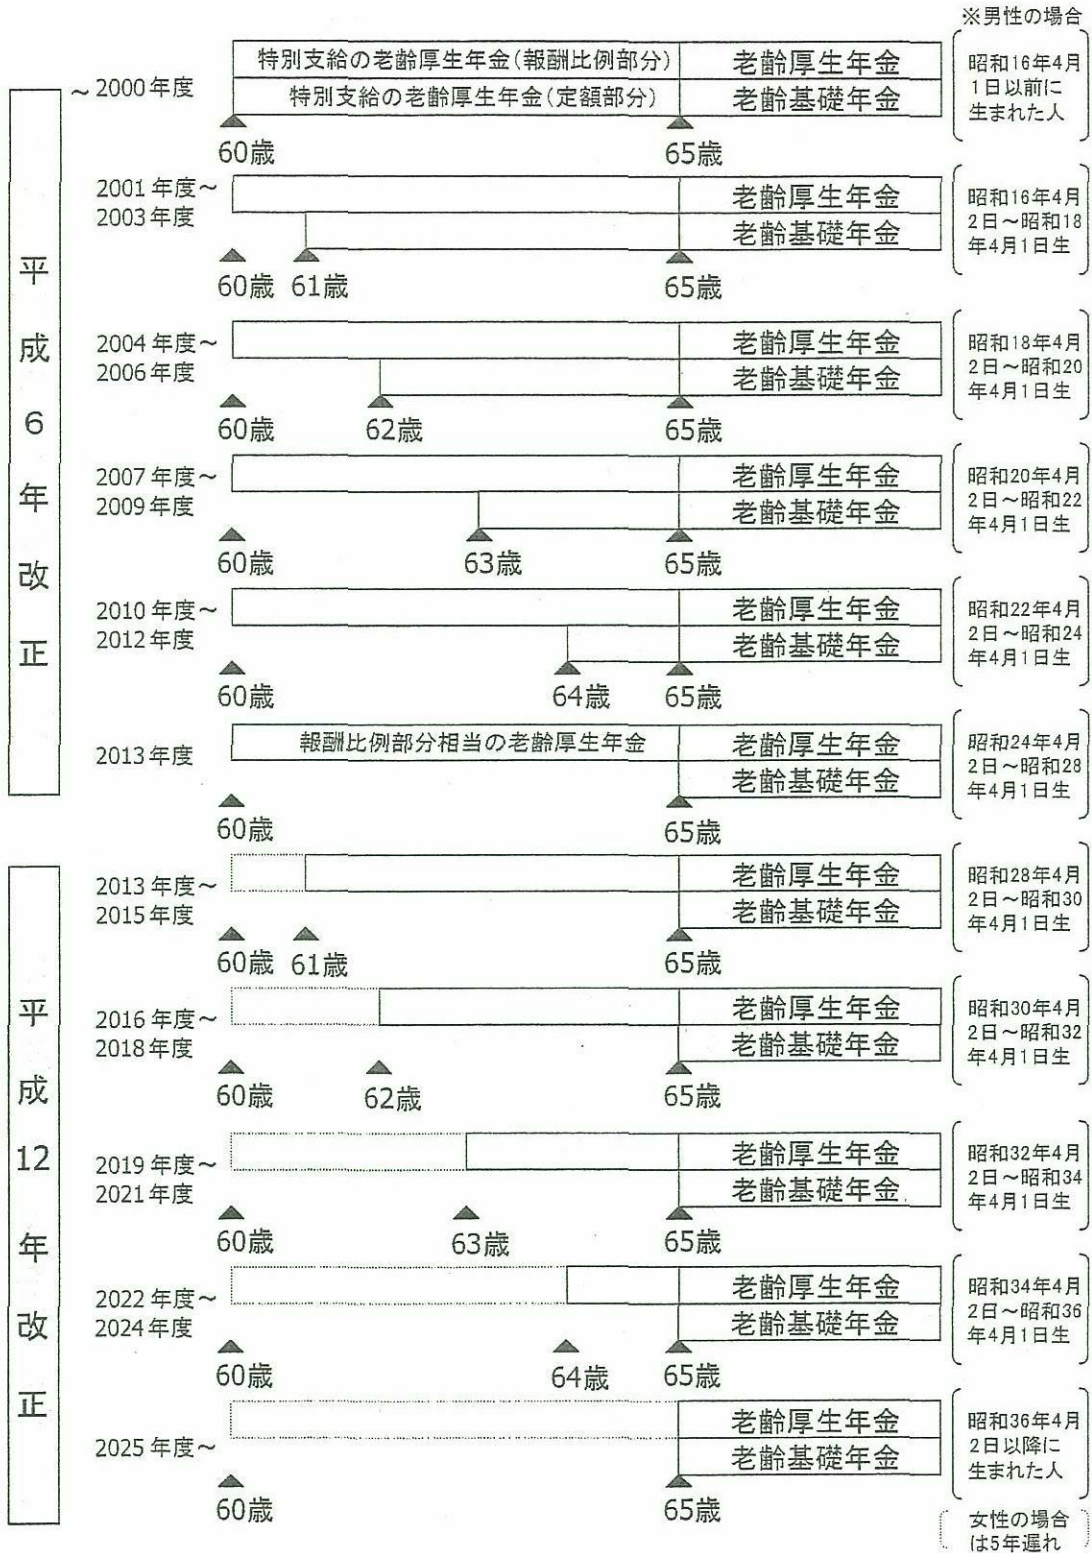 ※男性の場合
平成6年改正
～2000年度
特別支給の老齢厚生年金(報酬比例部分)
老齢厚生年金
特別支給の老齢厚生年金(定額部分)
老齢基礎年金
60歳
65歳
昭和16年4月
1日以前に
生まれた人
2001年度～
2003年度
老齢厚生年金
老齢基礎年金
60歳
61歳
65歳
昭和16年4月
2日～昭和18
年4月1日生
2004年度～
2006年度
老齢厚生年金
老齢基礎年金
60歳
62歳
65歳
昭和18年4月
2日～昭和20
年4月1日生
2007年度～
2009年度
老齢厚生年金
老齢基礎年金
60歳
63歳
65歳
昭和20年4月
2日～昭和22
年4月1日生
2010年度～
2012年度
老齢厚生年金
老齢基礎年金
60歳
64歳
65歳
昭和22年4月
2日～昭和24
年4月1日生
2013年度
報酬比例部分相当の老齢厚生年金
老齢厚生年金
老齢基礎年金
60歳
65歳
昭和24年4月
2日～昭和28
年4月1日生
平成12年改正
2013年度～
2015年度
老齢厚生年金
老齢基礎年金
60歳
61歳
65歳
昭和28年4月
2日～昭和30
年4月1日生
2016年度～
2018年度
老齢厚生年金
老齢基礎年金
60歳
62歳
65歳
昭和30年4月
2日～昭和32
年4月1日生
2019年度～
2021年度
老齢厚生年金
老齢基礎年金
60歳
63歳
65歳
昭和32年4月
2日～昭和34
年4月1日生
2022年度～
2024年度
老齢厚生年金
老齢基礎年金
60歳
64歳
65歳
昭和34年4月
2日～昭和36
年4月1日生
2025年度～
老齢厚生年金
老齢基礎年金
60歳
65歳
昭和36年4月
2日以降に
生まれた人
女性の場合
は5年遅れ